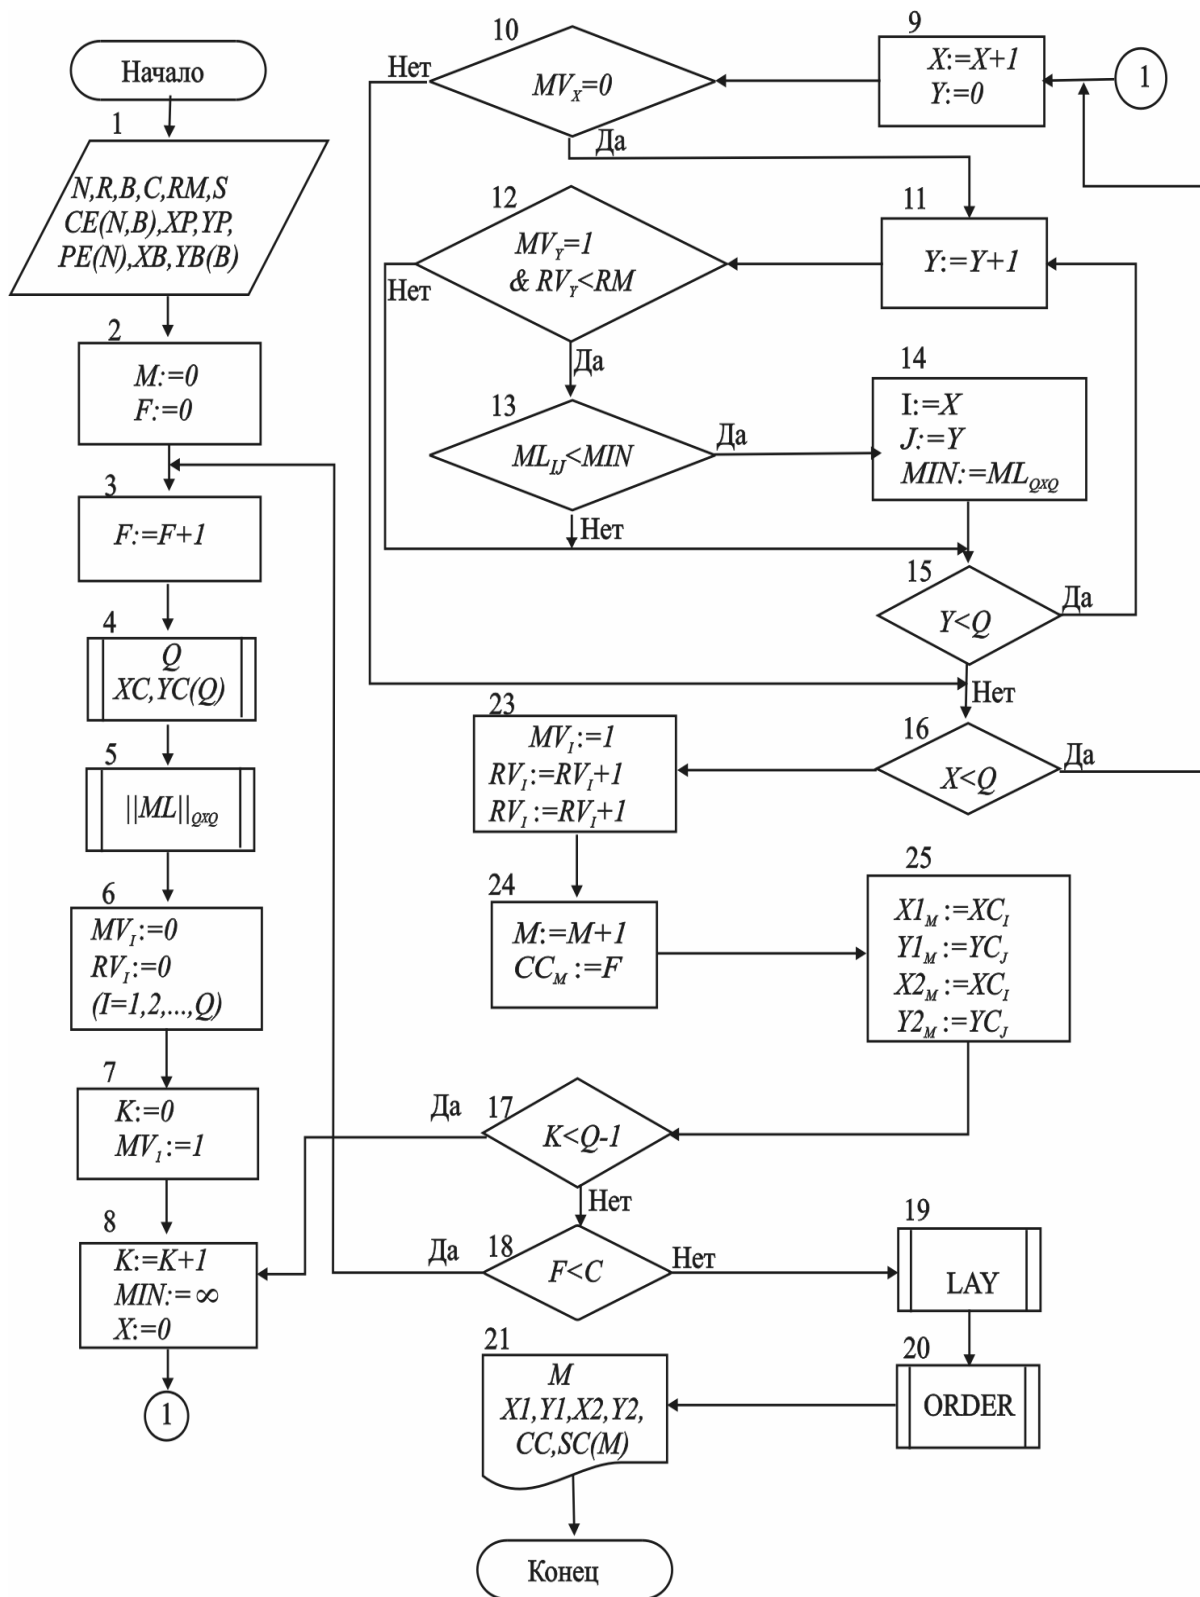 Начало
1
N,R,B,C,RM,S
CE(N,B),XP,YP,
PE(N),XB,YB(B)
2
M:=0
F:=0
3
F:=F+1
4
Q
XC,YC(Q)
5
||ML||QXQ
6
MVI:=0
RVI:=0
(I=1,2,...,Q)
7
K:=0
MV1:=1
8
K:=K+1
MIN:=∞
X:=0
1
1
9
X:=X+1
Y:=0
10
MVX=0
Нет
Да
11
Y:=Y+1
12
MVY=1
& RVY<RM
Нет
Да
13
MLIJ<MIN
Да
Нет
14
I:=X
J:=Y
MIN:=MLQXQ
15
Y<Q
Да
Нет
16
X<Q
Да
23
MVI:=1
RVI:=RVI+1
RVI:=RVI+1
24
M:=M+1
CCM:=F
25
X1M:=XCI
Y1M:=YCJ
X2M:=XCI
Y2M:=YCJ
17
K<Q-1
Да
Нет
18
F<C
Да
Нет
19
LAY
20
ORDER
21
M
X1,Y1,X2,Y2,
CC,SC(M)
Конец